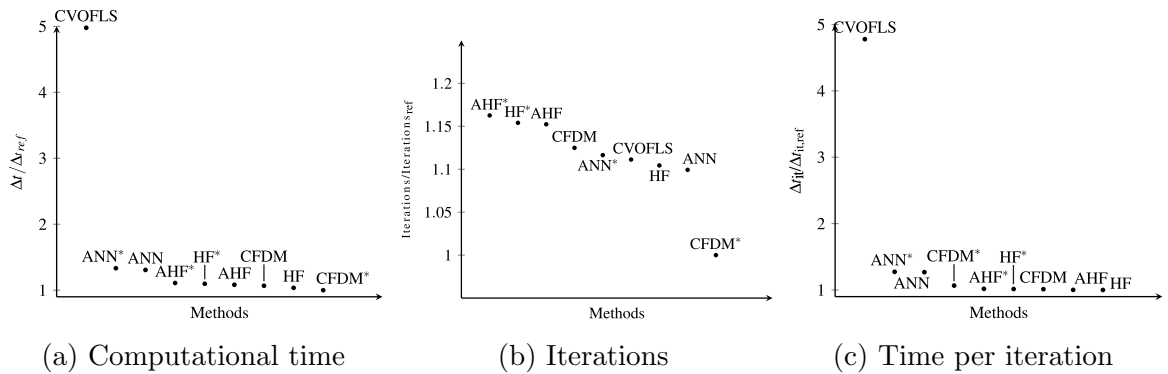 CVOFLS
5
4
3
2
1
Δt/Δt_ref
ANN* ANN AHF* HF* AHF CFDM HF CFDM*
Methods
(a) Computational time
1.2
1.15
1.1
1.05
1
Iterations/Iterations_ref
AHF* HF* AHF
CFDM
ANN* CVOFLS
HF ANN
CFDM*
Methods
(b) Iterations
CVOFLS
5
4
3
2
1
Δt_it/Δt_it,ref
ANN* ANN CFDM* AHF* HF* CFDM AHF HF
Methods
(c) Time per iteration